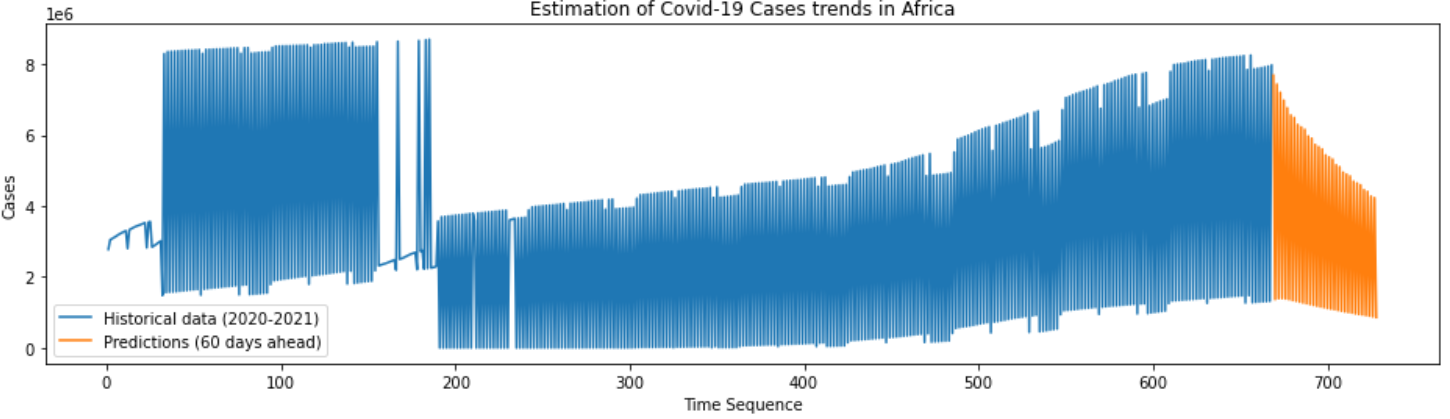 Estimation of Covid-19 Cases trends in Africa
1e6
8
6
4
2
0
Cases
Historical data (2020-2021)
Predictions (60 days ahead)
0 100 200 300 400 500 600 700
Time Sequence